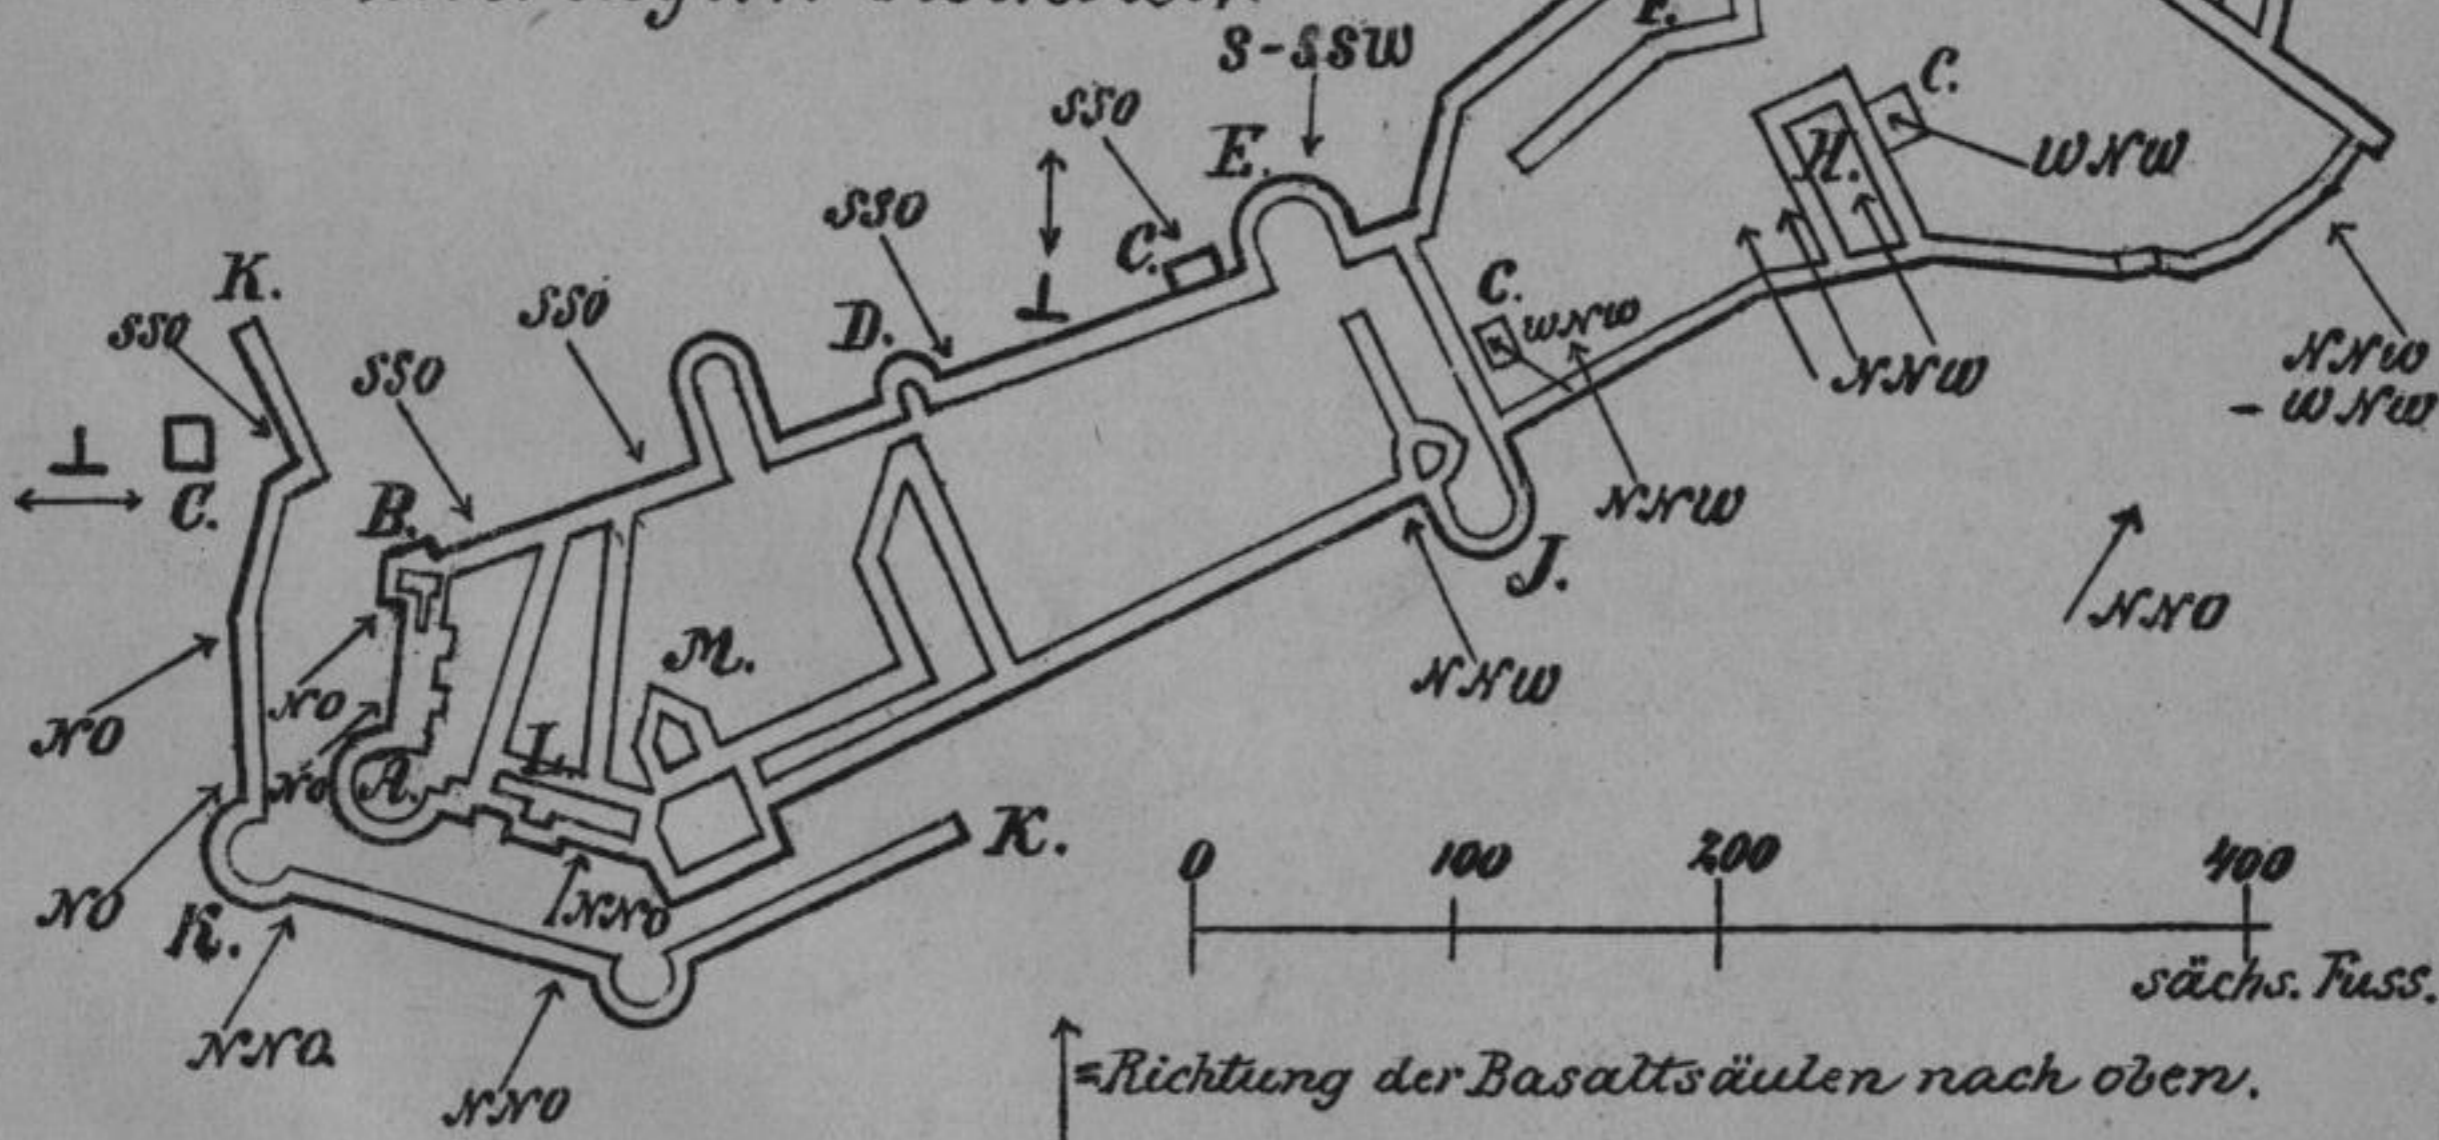 S-SSW
F.
C.
SSO
E.
H.
WNW
SSO
C.
K.
SSO
SSO
D.
C.
WNW
NNW
NNW
- WNW
SSO
C.
B.
NNW
J.
NNO
NO
NO
M.
NNW
L.
NO
A.
K.
NO
K.
NNO
NNO
NNO
0 100 200 400
sächs. Fuss.
=Richtung der Basaltsäulen nach oben.